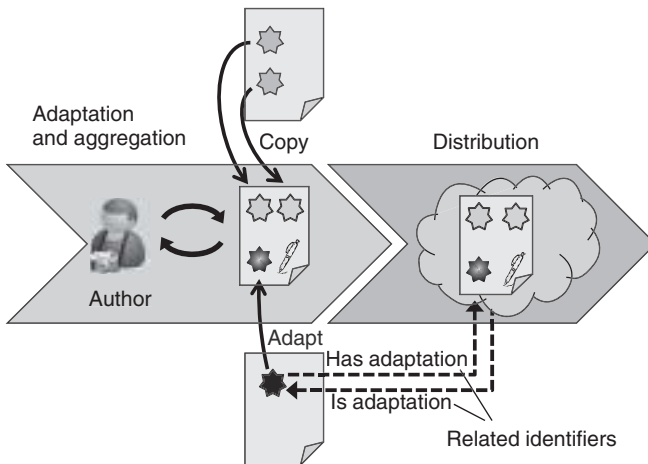 Adaptation
and aggregation
Copy
Distribution
Author
Adapt
Has adaptation
Is adaptation
Related identifiers